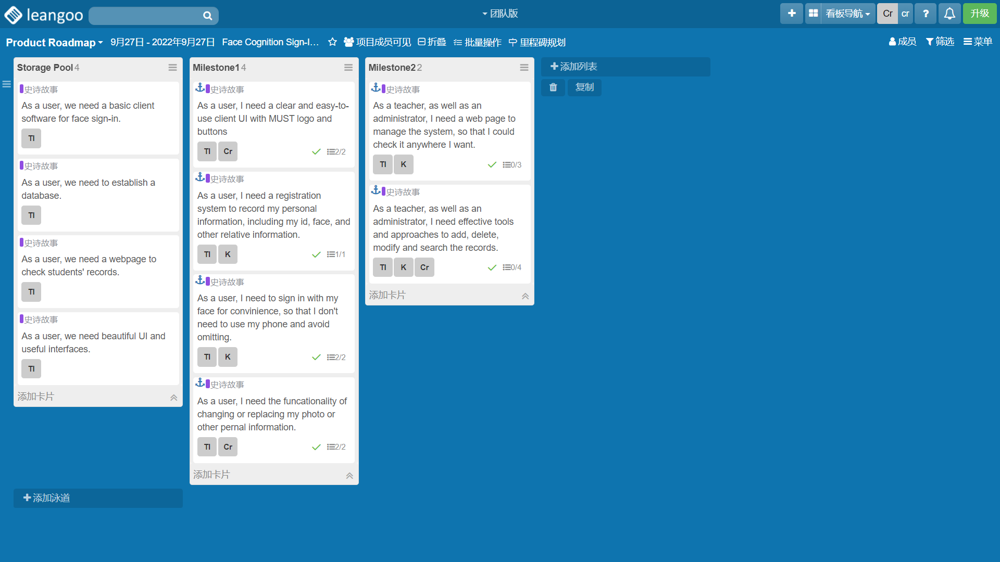 leangoo
团队版
看板导航
Cr cr
?
升级
Product Roadmap 9月27日 - 2022年9月27日 Face Cognition Sign-I… 项目成员可见 折叠 批量操作 里程碑规划
成员 筛选 菜单
Storage Pool 4
史诗故事
As a user, we need a basic client
software for face sign-in.
TI
史诗故事
As a user, we need to establish a
database.
TI
史诗故事
As a user, we need a webpage to
check students' records.
TI
史诗故事
As a user, we need beautiful UI and
useful interfaces.
TI
添加卡片
Milestone1 4
史诗故事
As a user, I need a clear and easy-to-
use client UI with MUST logo and
buttons
TI Cr 2/2
史诗故事
As a user, I need a registration
system to record my personal
information, including my id, face, and
other relative information.
TI K 1/1
史诗故事
As a user, I need to sign in with my
face for convinience, so that I don't
need to use my phone and avoid
omitting.
TI K 2/2
史诗故事
As a user, I need the funcationality of
changing or replacing my photo or
other pernal information.
TI Cr 2/2
添加卡片
Milestone2 2
史诗故事
As a teacher, as well as an
administrator, I need a web page to
manage the system, so that I could
check it anywhere I want.
TI K 0/3
史诗故事
As a teacher, as well as an
administrator, I need effective tools
and approaches to add, delete,
modify and search the records.
TI K Cr 0/4
添加卡片
添加列表
复制
添加泳道